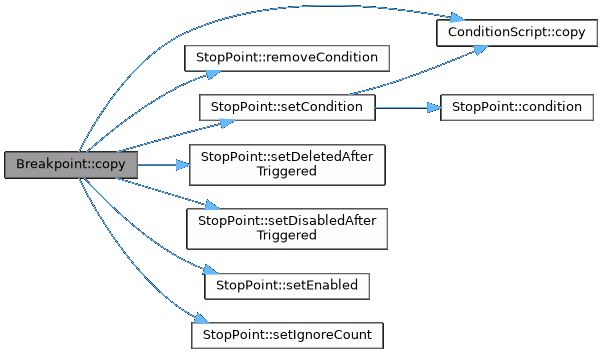 ConditionScript::copy
StopPoint::removeCondition
StopPoint::setCondition
StopPoint::condition
Breakpoint::copy
StopPoint::setDeletedAfter
Triggered
StopPoint::setDisabledAfter
Triggered
StopPoint::setEnabled
StopPoint::setIgnoreCount